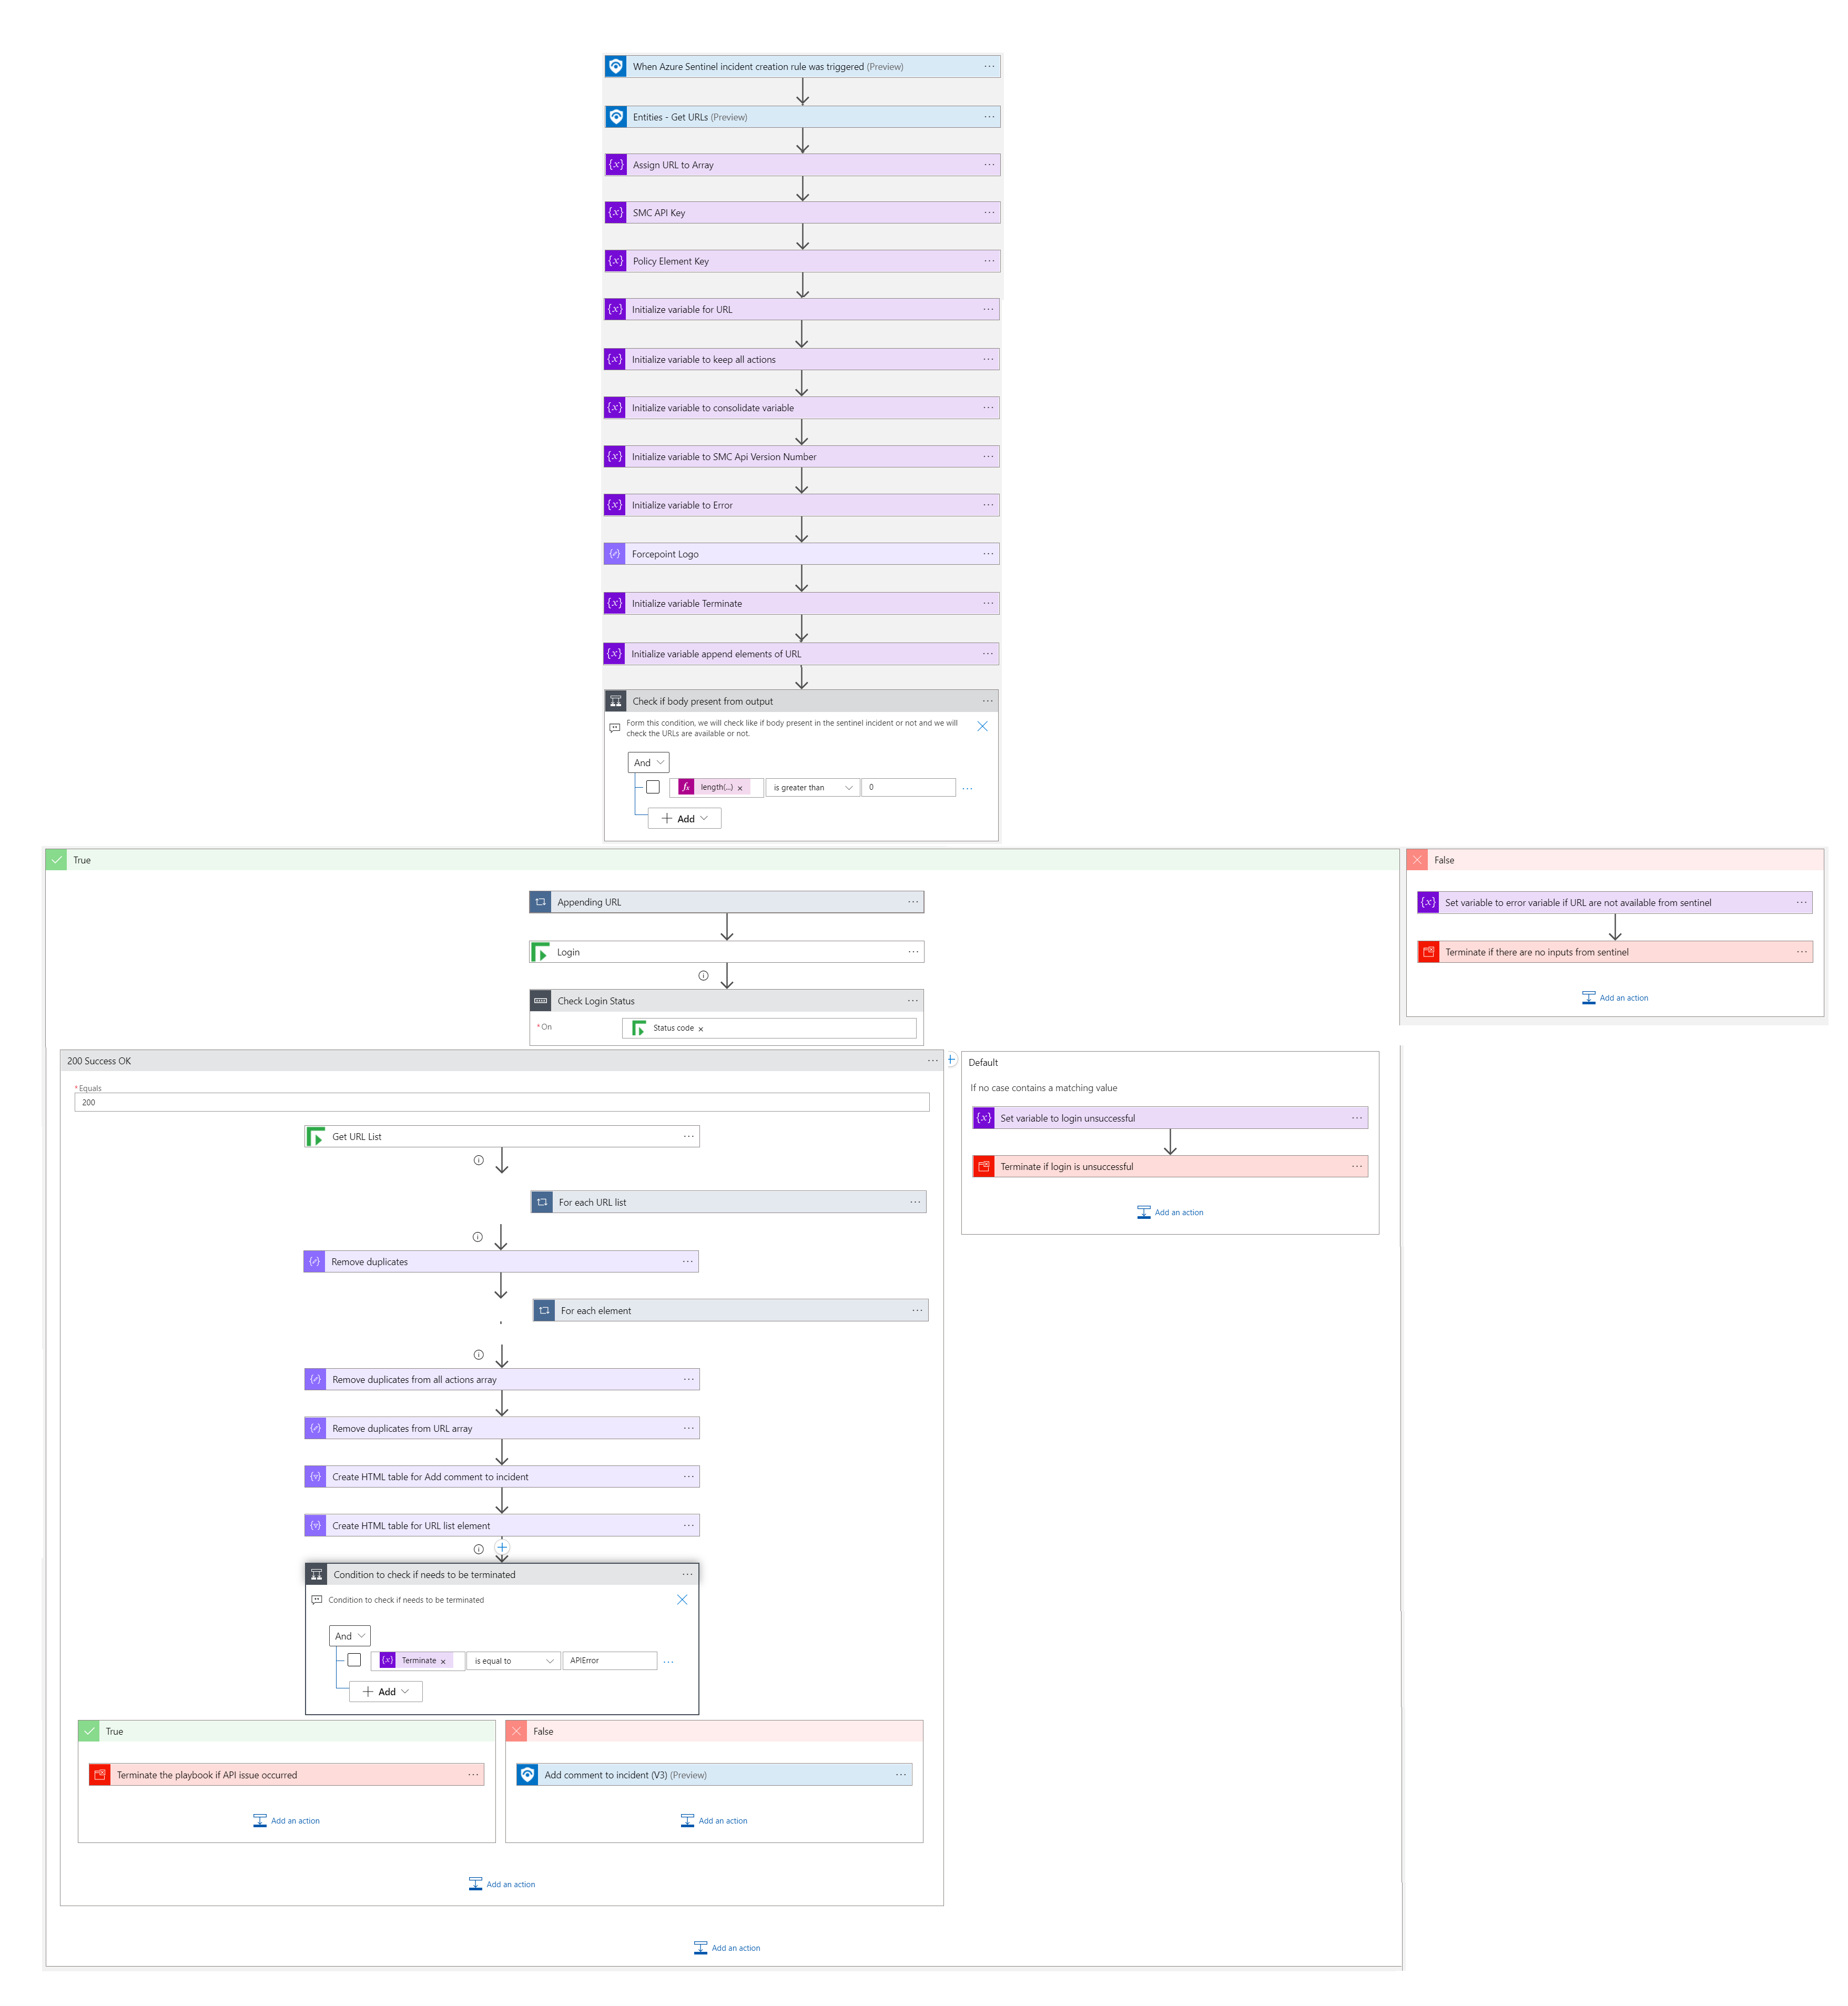 When Azure Sentinel incident creation rule was triggered (Preview)
Entities - Get URLs (Preview)
{x} Assign URL to Array
{x} SMC API Key
{x} Policy Element Key
{x} Initialize variable for URL
{x} Initialize variable to keep all actions
{x} Initialize variable to consolidate variable
{x} Initialize variable to SMC Api Version Number
{x} Initialize variable to Error
Forcepoint Logo
{x} Initialize variable Terminate
{x} Initialize variable append elements of URL
Check if body present from output
Form this condition, we will check like if body present in the sentinel incident or not and we will
check the URLs are available or not.
And
fx length(...) × is greater than 0
+ Add
True
False
Appending URL
{x} Set variable to error variable if URL are not available from sentinel
Login
Terminate if there are no inputs from sentinel
Check Login Status
Add an action
*On Status code ×
200 Success OK
Default
*Equals
If no case contains a matching value
200
{x} Set variable to login unsuccessful
Get URL List
Terminate if login is unsuccessful
For each URL list
Add an action
Remove duplicates
For each element
Remove duplicates from all actions array
Remove duplicates from URL array
Create HTML table for Add comment to incident
Create HTML table for URL list element
Condition to check if needs to be terminated
Condition to check if needs to be terminated
And
{x} Terminate × is equal to APIError
+ Add
True
False
Terminate the playbook if API issue occurred
Add comment to incident (V3) (Preview)
Add an action
Add an action
Add an action
Add an action